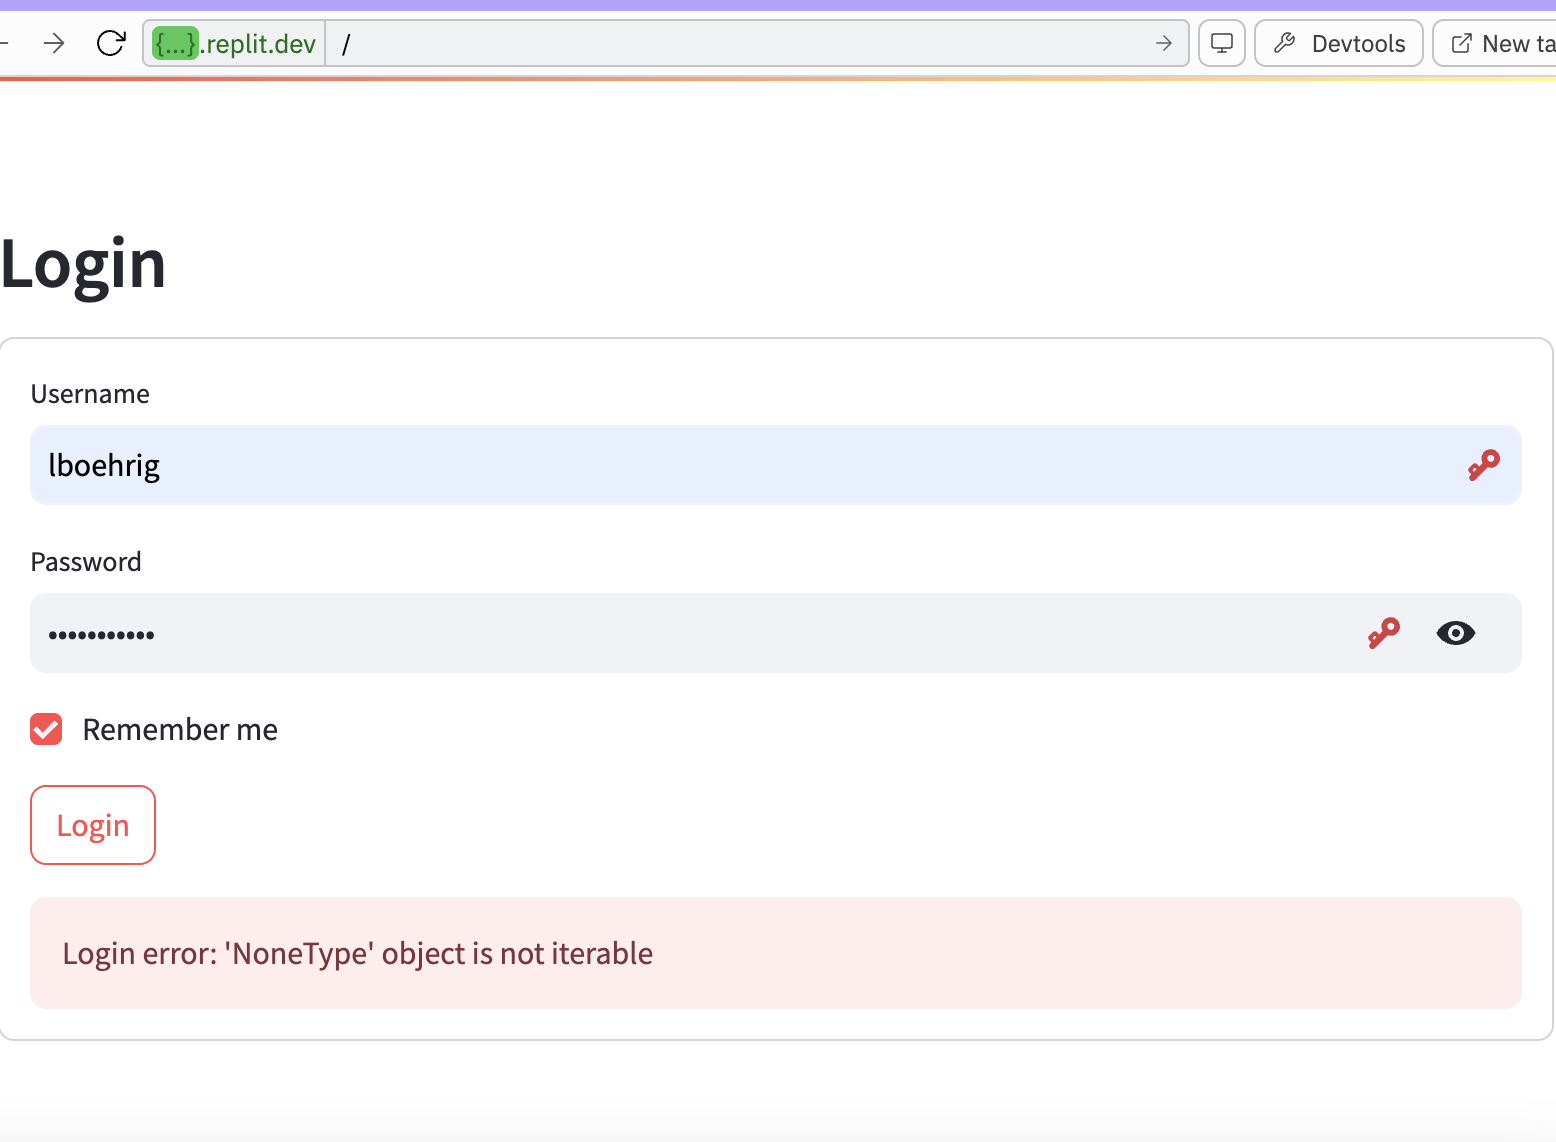 {...}.replit.dev /
Devtools
New ta
Login
Username
lboehrig
Password
•••••••••••
Remember me
Login
Login error: 'NoneType' object is not iterable